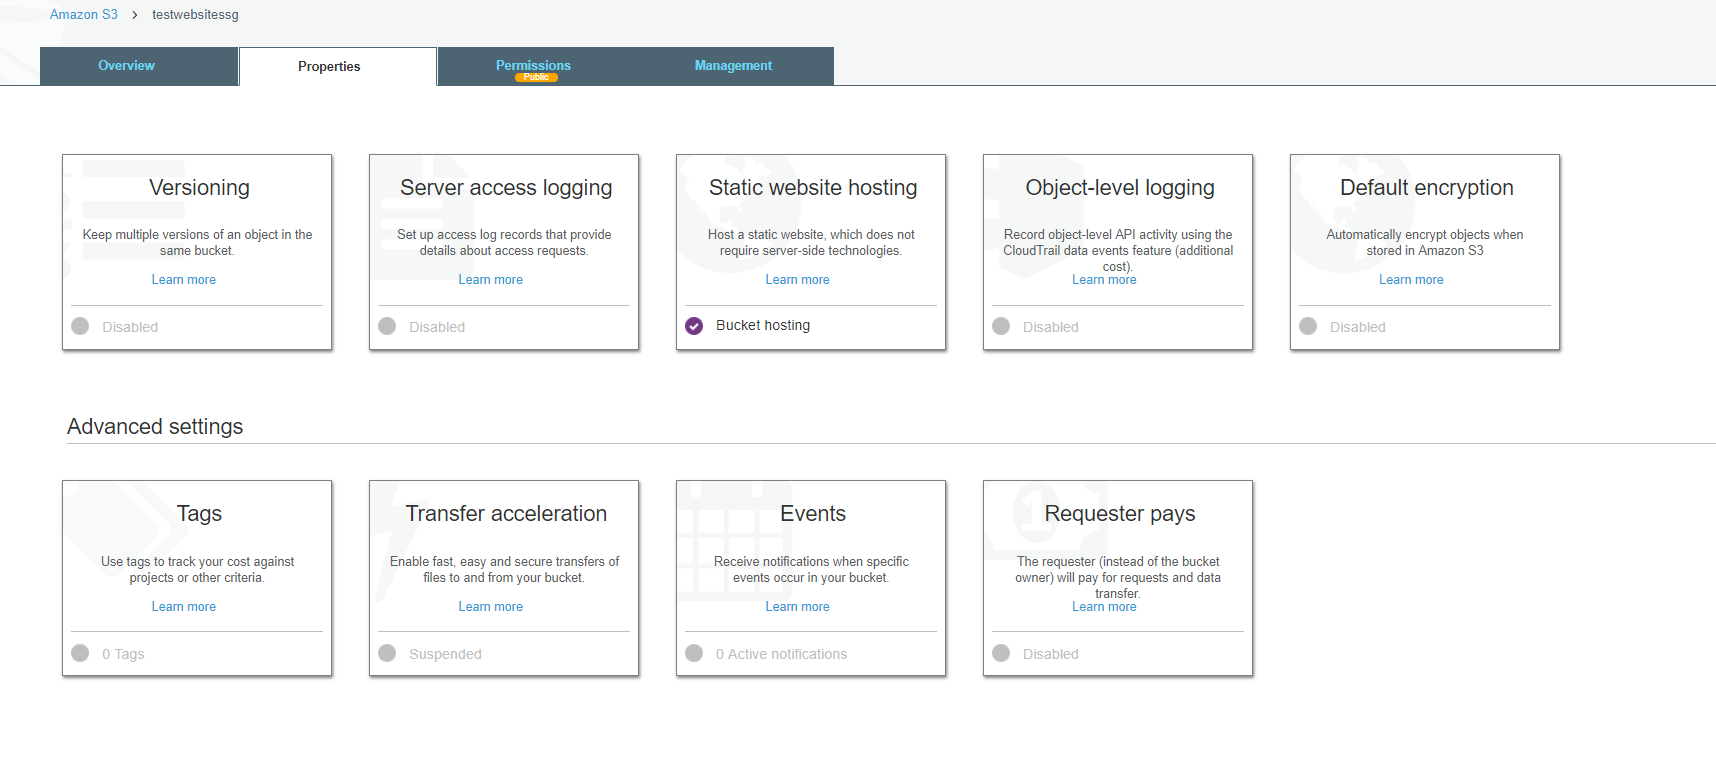 Amazon S3 > testwebsitessg
Overview
Properties
Permissions
Public
Management
Versioning
Keep multiple versions of an object in the
same bucket.
Learn more
Disabled
Server access logging
Set up access log records that provide
details about access requests.
Learn more
Disabled
Static website hosting
Host a static website, which does not
require server-side technologies.
Learn more
Bucket hosting
Object-level logging
Record object-level API activity using the
CloudTrail data events feature (additional
cost).
Learn more
Disabled
Default encryption
Automatically encrypt objects when
stored in Amazon S3
Learn more
Disabled
Advanced settings
Tags
Use tags to track your cost against
projects or other criteria.
Learn more
0 Tags
Transfer acceleration
Enable fast, easy and secure transfers of
files to and from your bucket.
Learn more
Suspended
Events
Receive notifications when specific
events occur in your bucket.
Learn more
0 Active notifications
Requester pays
The requester (instead of the bucket
owner) will pay for requests and data
transfer.
Learn more
Disabled